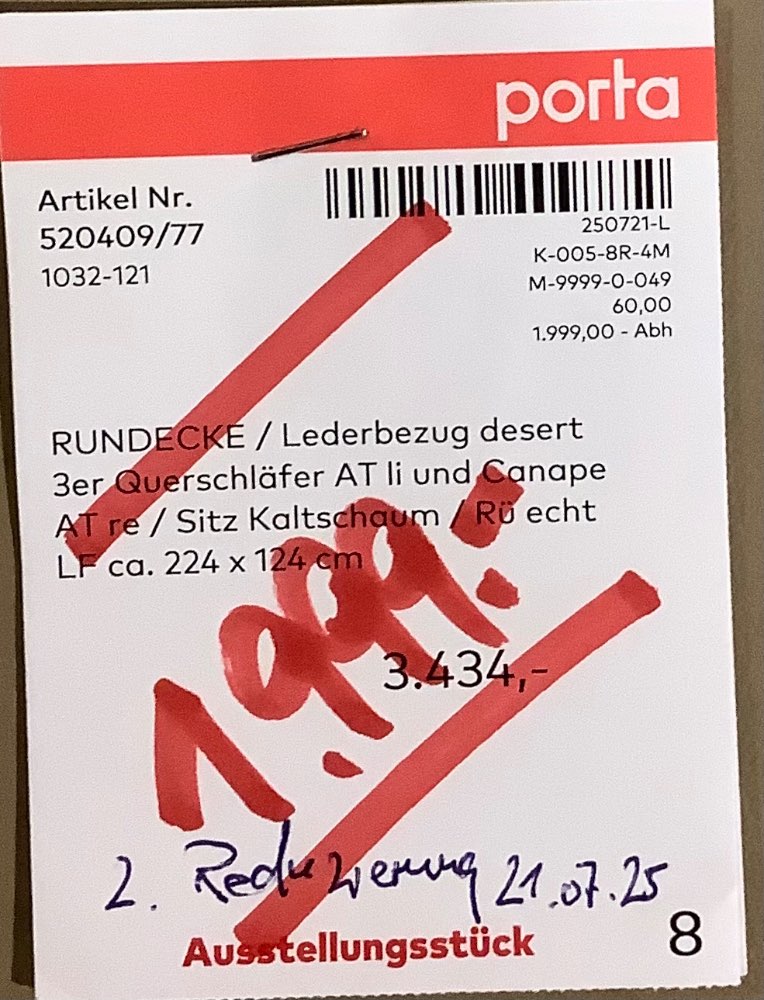 porta
Artikel Nr.
520409/77
1032-121
250721-L
K-005-8R-4M
M-9999-0-049
60,00
1.999,00 - Abh
RUNDECKE / Lederbezug desert
3er Querschläfer AT li und Canape
AT re / Sitz Kaltschaum / Rü echt
LF ca. 224 x 124 cm
1.999.-
3.434,-
2. Reduzierung 21.07.25
Ausstellungsstück
8